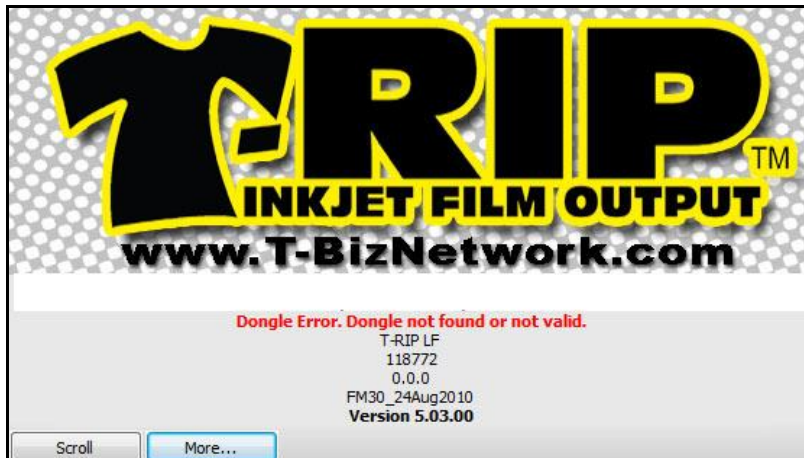 T-RIP TM
INKJET FILM OUTPUT
www.T-BizNetwork.com
Dongle Error. Dongle not found or not valid.
T-RIP LF
118772
0.0.0
FM30_24Aug2010
Version 5.03.00
Scroll More...